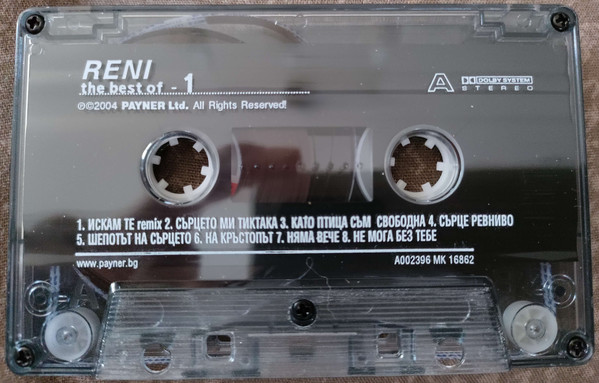 RENI
the best of - 1
℗©2004 PAYNER Ltd. All Rights Reserved!
A DOLBY SYSTEM
STEREO
1. ИСКАМ ТЕ remix 2. СЪРЦЕТО МИ ТИКТАКА 3. КАТО ПТИЦА СЪМ СВОБОДНА 4. СЪРЦЕ РЕВНИВО
5. ШЕПОТЪТ НА СЪРЦЕТО 6. НА КРЪСТОПЪТ 7. НЯМА ВЕЧЕ 8. НЕ МОГА БЕЗ ТЕБЕ
www.payner.bg A002396 MK 16862